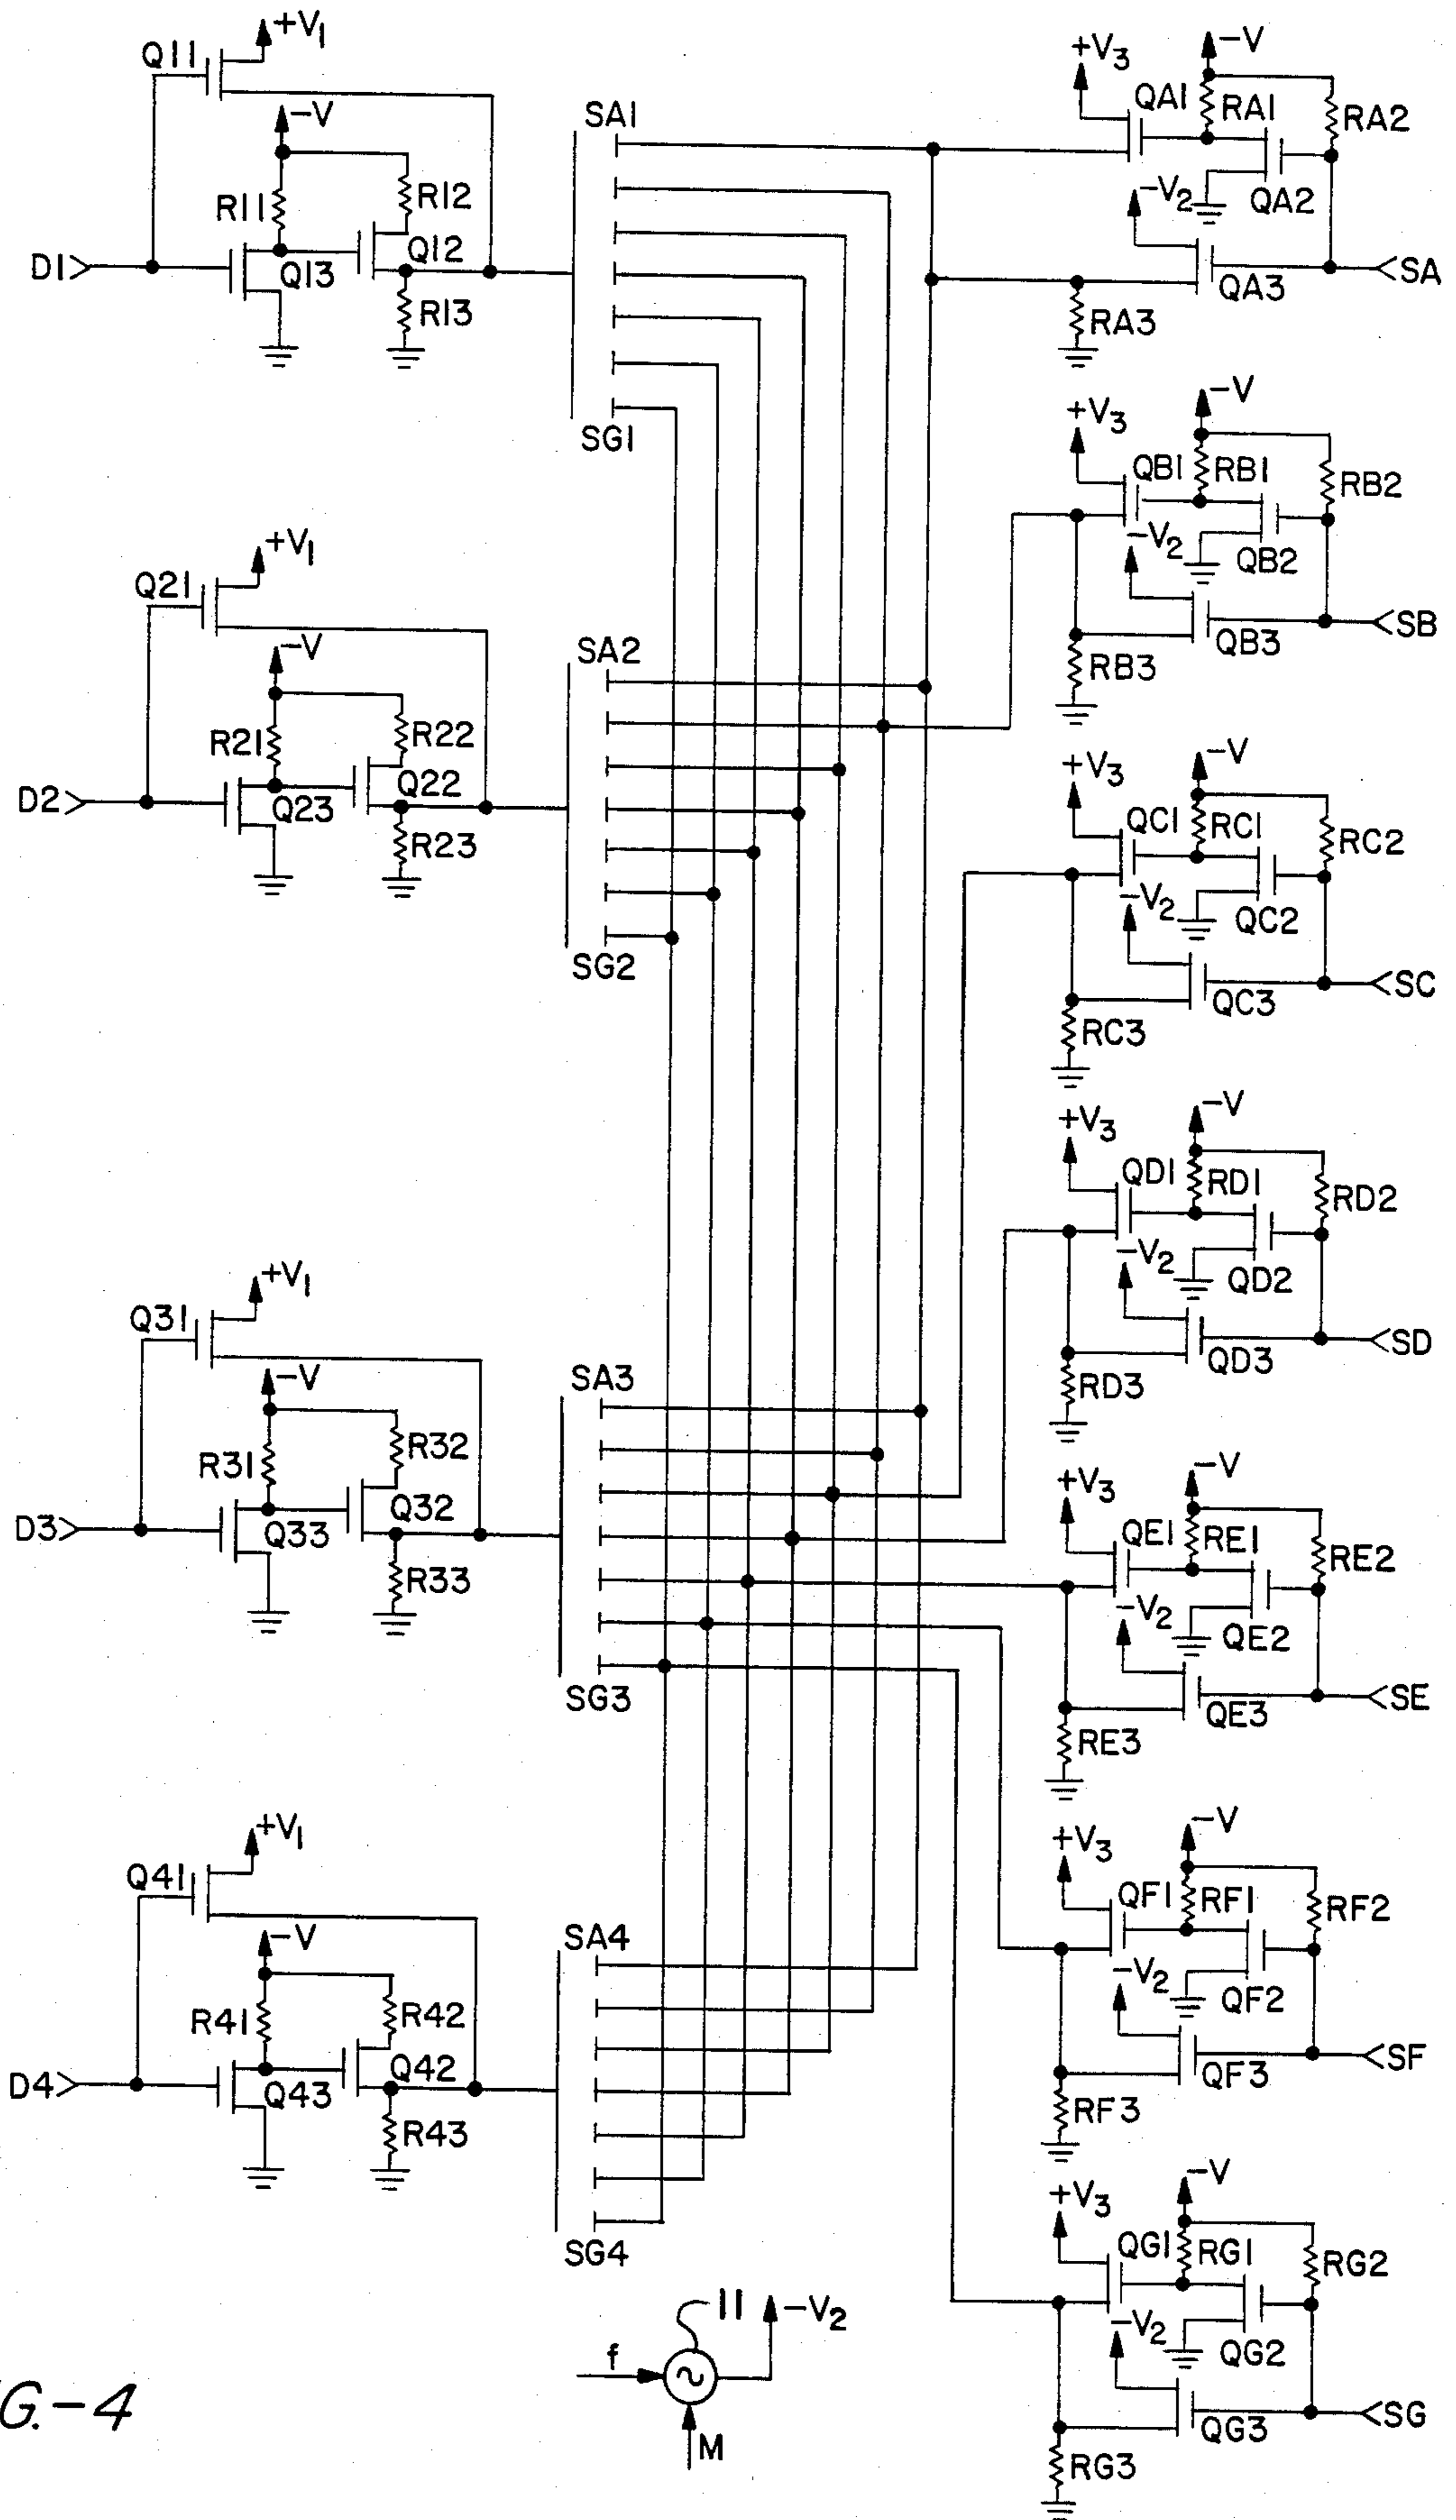 Q11
+V1
-V
R11
R12
Q12
Q13
R13
D1
SA1
SG1
+V3
-V
QA1
RA1
RA2
-V2
QA2
QA3
SA
RA3
+V3
-V
QB1
RB1
RB2
-V2
QB2
QB3
SB
RB3
Q21
+V1
-V
R21
R22
Q22
Q23
R23
D2
SA2
SG2
+V3
-V
QC1
RC1
RC2
-V2
QC2
QC3
SC
RC3
+V3
-V
QD1
RD1
RD2
-V2
QD2
QD3
SD
RD3
Q31
+V1
-V
R31
R32
Q32
Q33
R33
D3
SA3
SG3
+V3
-V
QE1
RE1
RE2
-V2
QE2
QE3
SE
RE3
Q41
+V1
-V
R41
R42
Q42
Q43
R43
D4
SA4
SG4
+V3
-V
QF1
RF1
RF2
-V2
QF2
QF3
SF
RF3
+V3
-V
QG1
RG1
RG2
-V2
QG2
QG3
SG
RG3
11
-V2
f
M
G.-4